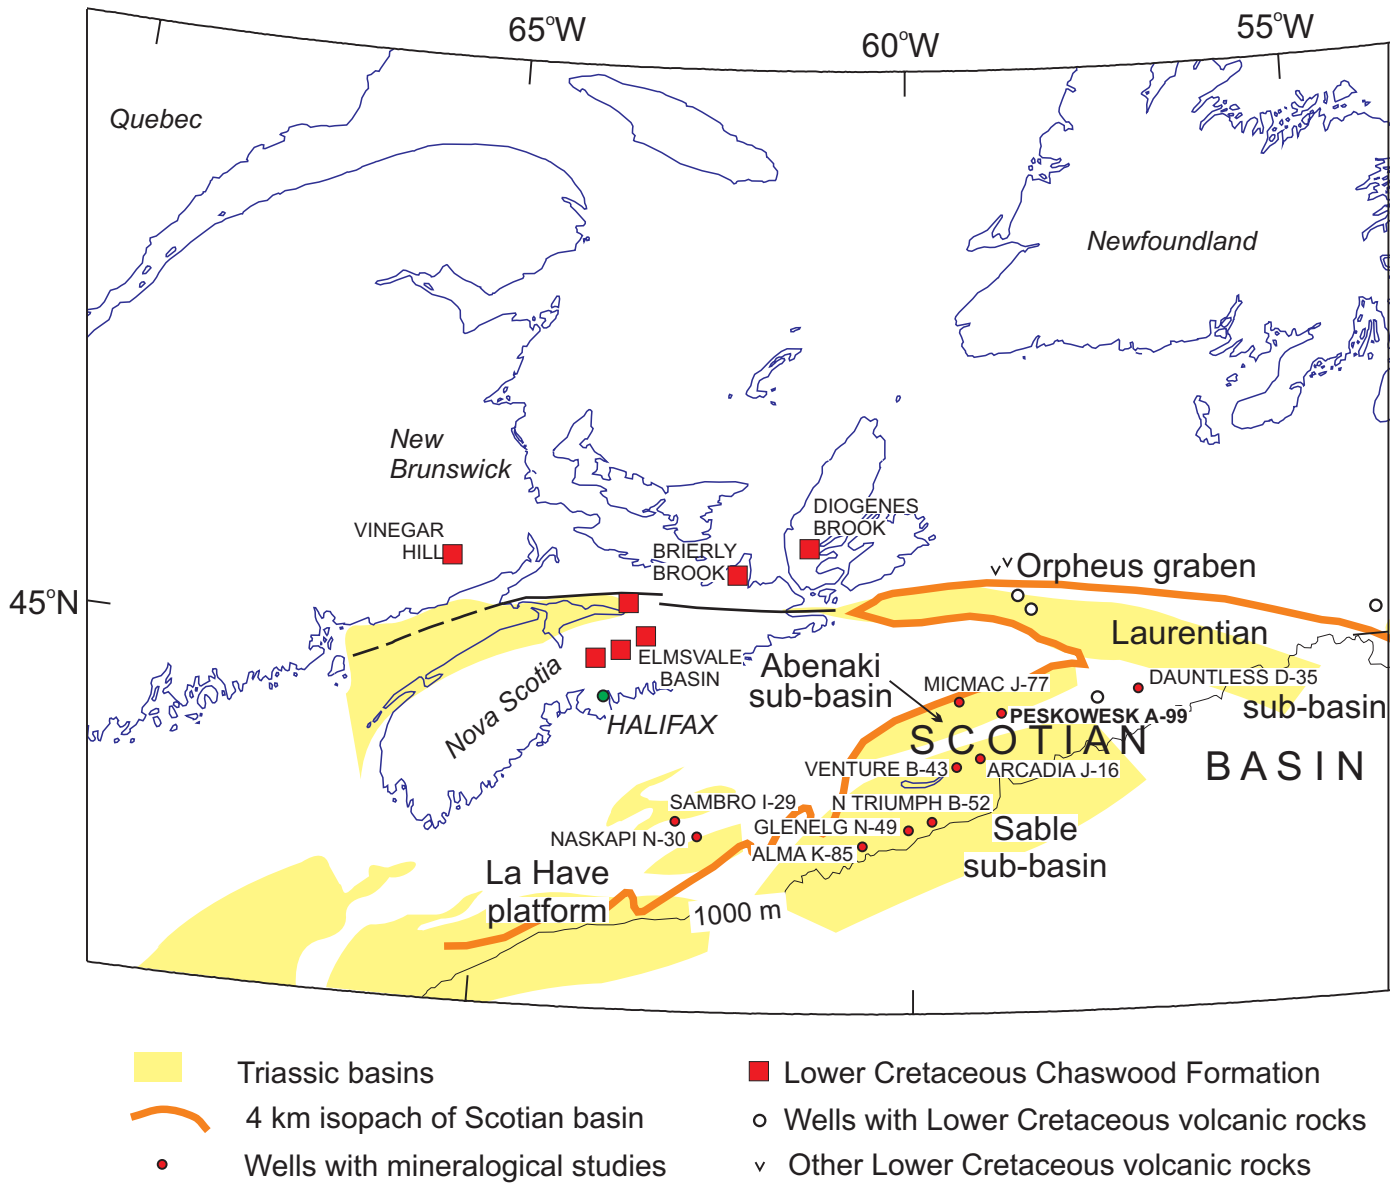 65°W
60°W
55°W
Quebec
Newfoundland
New
Brunswick
DIOGENES
BROOK
VINEGAR
HILL
BRIERLY
BROOK
Orpheus graben
45°N
Laurentian
sub-basin
ELMSVALE
BASIN
Abenaki
sub-basin
DAUNTLESS D-35
MICMAC J-77
PESKOWESK A-99
Nova Scotia
HALIFAX
SCOTIAN
BASIN
VENTURE B-43
ARCADIA J-16
SAMBRO I-29
N TRIUMPH B-52
NASKAPI N-30
GLENELG N-49
ALMA K-85
Sable
sub-basin
La Have
platform
1000 m
Triassic basins
4 km isopach of Scotian basin
Wells with mineralogical studies
Lower Cretaceous Chaswood Formation
Wells with Lower Cretaceous volcanic rocks
Other Lower Cretaceous volcanic rocks